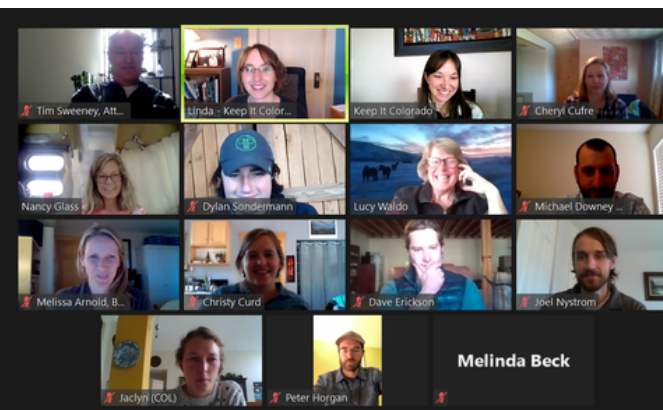 Tim Sweeney, Att...
Linda - Keep It Color...
Keep It Colorado
Cheryl Cufre
Nancy Glass
Dylan Sondermann
Lucy Waldo
Michael Downey ...
Melissa Arnold, B...
Christy Curd
Dave Erickson
Joel Nystrom
Jaclyn (COL)
Peter Horgan
Melinda Beck